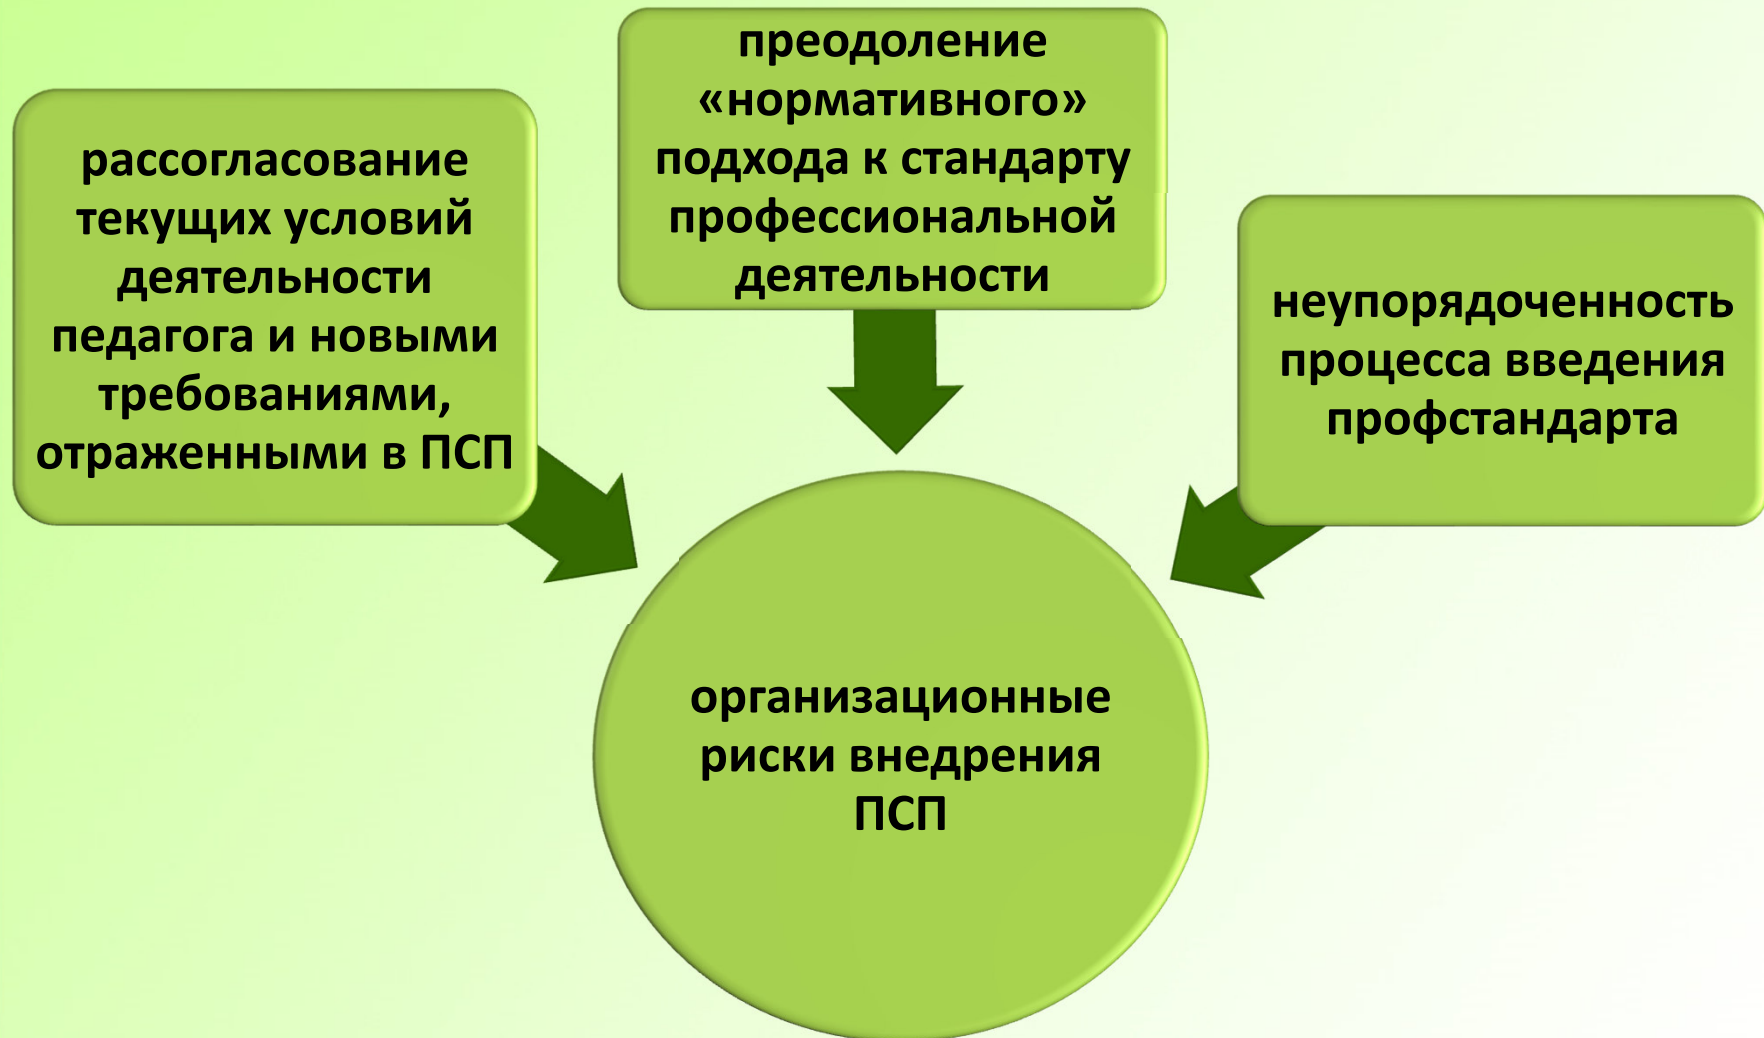 рассогласование
текущих условий
деятельности
педагога и новыми
требованиями,
отраженными в ПСП
преодоление
«нормативного»
подхода к стандарту
профессиональной
деятельности
неупорядоченность
процесса введения
профстандарта
организационные
риски внедрения
ПСП